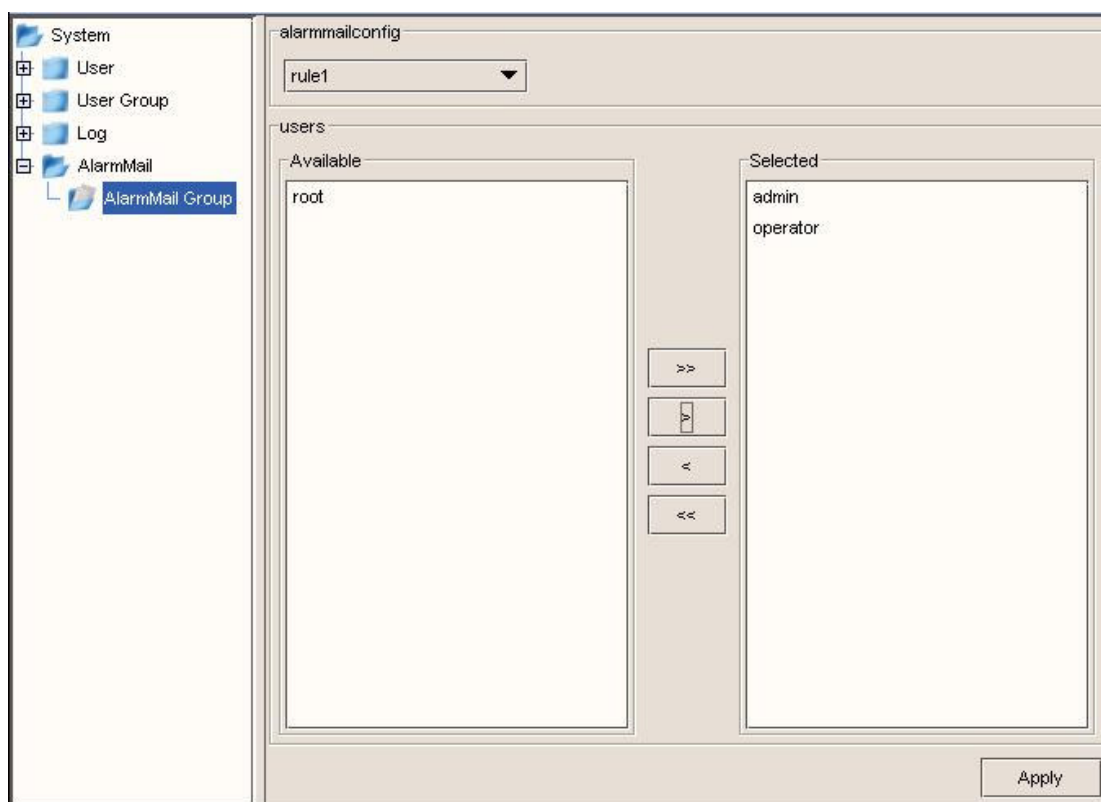 System
User
User Group
Log
AlarmMail
AlarmMail Group
alarmmailconfig
rule1
users
Available
root
>>
>
<
<<
Selected
admin
operator
Apply